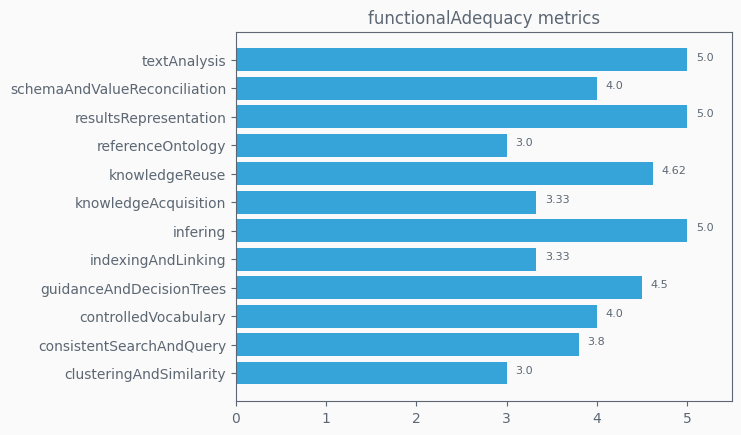 functionalAdequacy metrics
textAnalysis 5.0
schemaAndValueReconciliation 4.0
resultsRepresentation 5.0
referenceOntology 3.0
knowledgeReuse 4.62
knowledgeAcquisition 3.33
infering 5.0
indexingAndLinking 3.33
guidanceAndDecisionTrees 4.5
controlledVocabulary 4.0
consistentSearchAndQuery 3.8
clusteringAndSimilarity 3.0
0 1 2 3 4 5